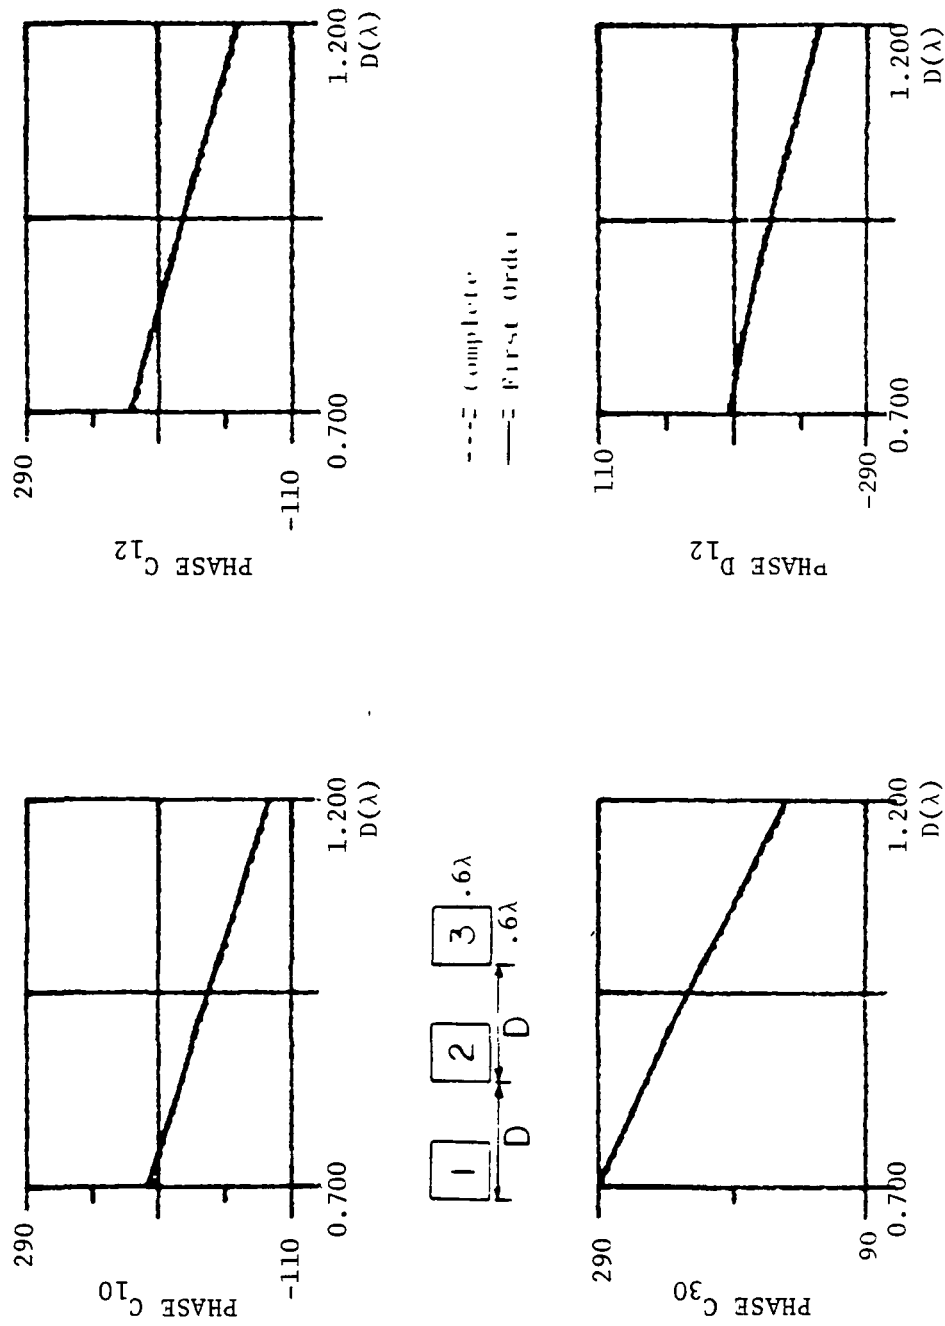 290
PHASE C10
-110
0.700
1.200
D(λ)
290
PHASE C12
-110
0.700
1.200
D(λ)
1
2
3
.6λ
.6λ
D
D
---= Complete
—= First Order
290
PHASE C30
90
0.700
1.200
D(λ)
110
PHASE D12
-290
0.700
1.200
D(λ)